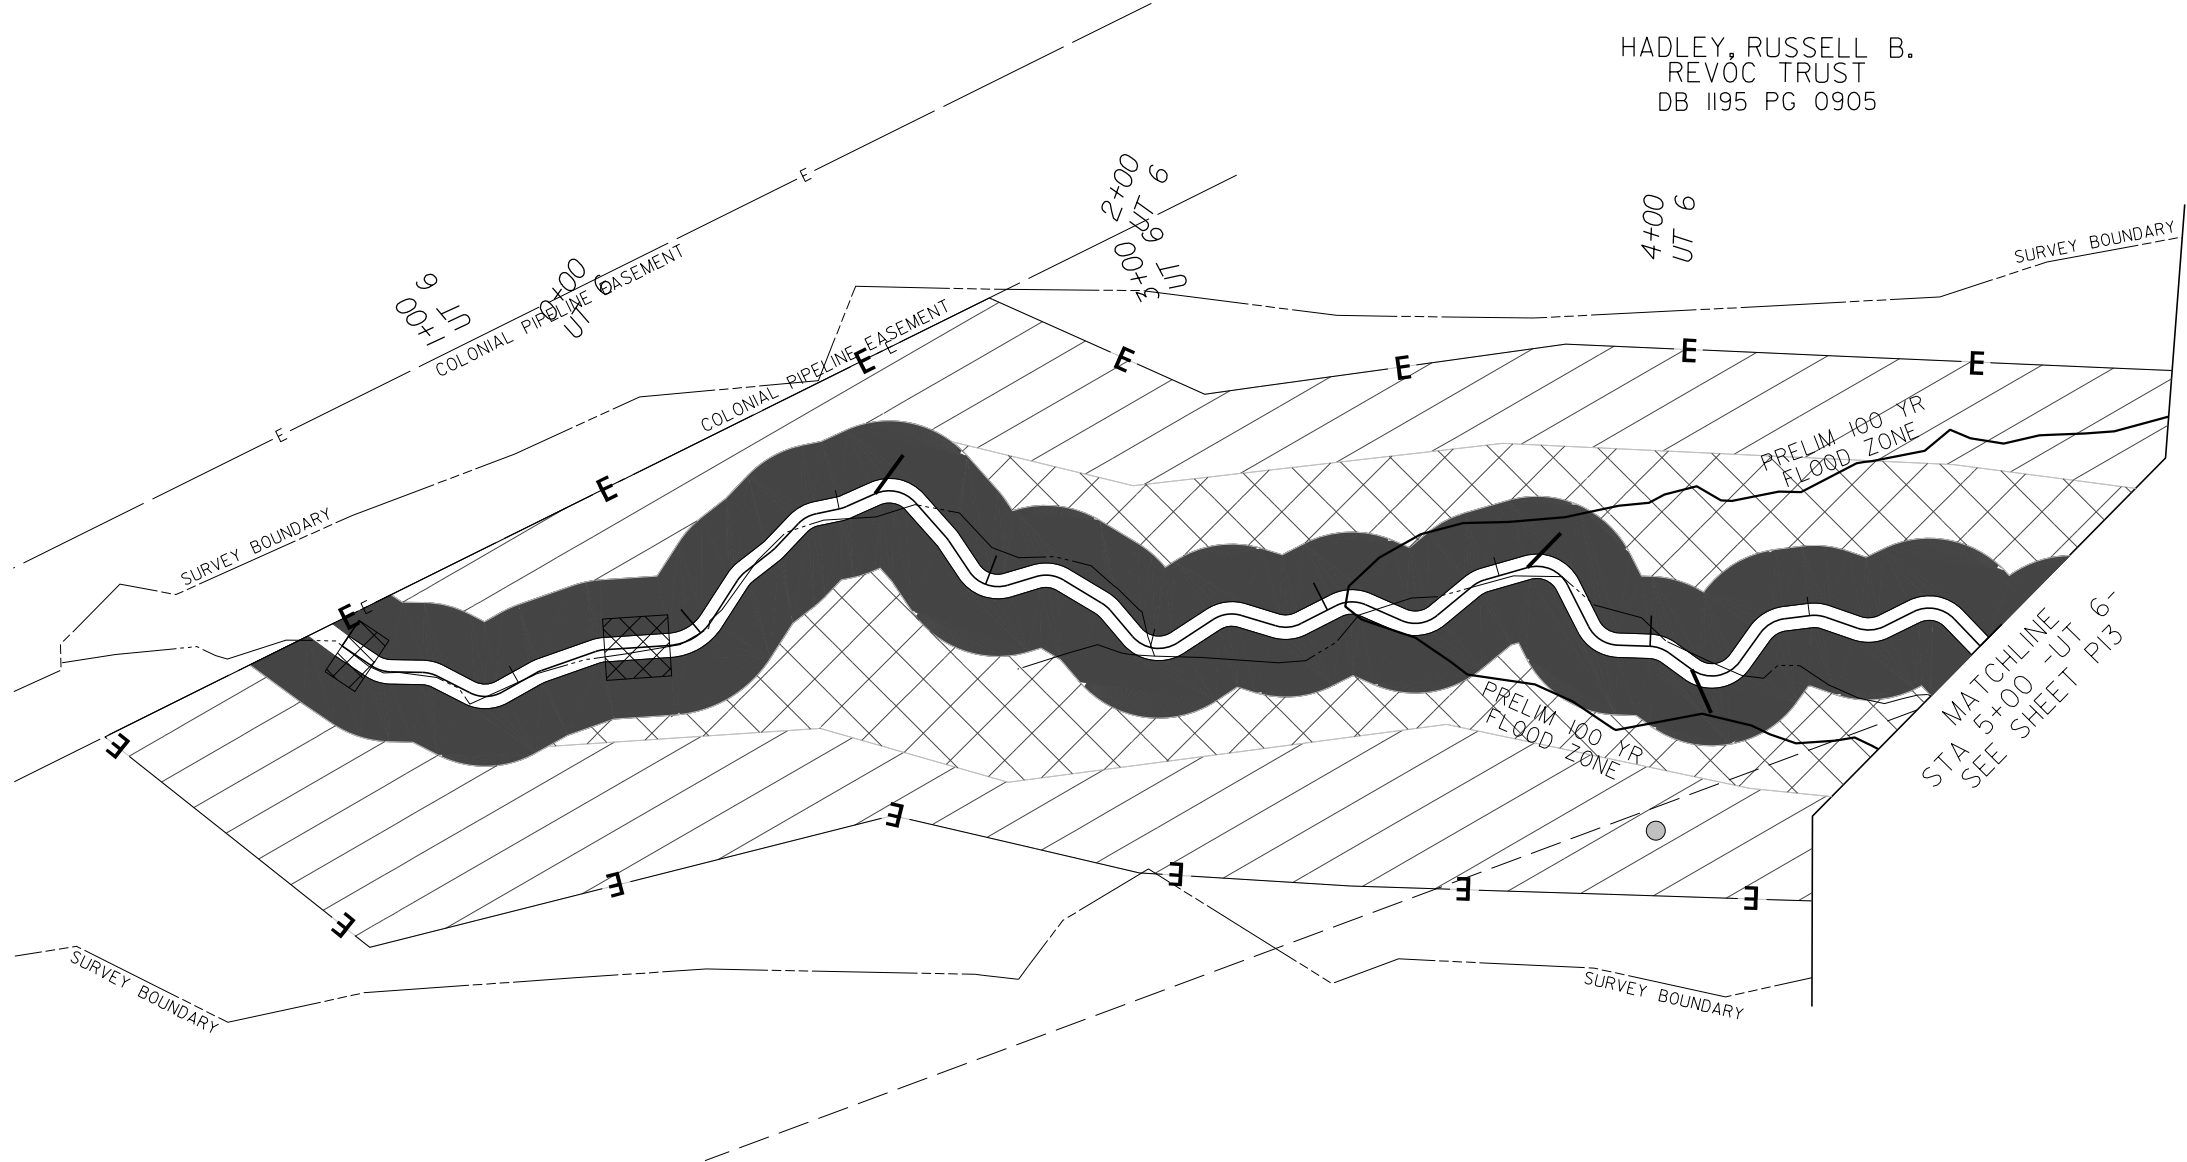 HADLEY, RUSSELL B.
REVOC TRUST
DB 1195 PG 0905
2+00
UT 6
E
3+00
UT 6
4+00
UT 6
SURVEY BOUNDARY
1+00
UT 6
0+00
UT 6
COLONIAL PIPELINE EASEMENT
COLONIAL PIPELINE EASEMENT
E
E
E
E
E
E
E
E
PRELIM 100 YR
FLOOD ZONE
E
SURVEY BOUNDARY
E
E
E
MATCHLINE
STA 5+00 -UT 6-
SEE SHEET P13
PRELIM 100 YR
FLOOD ZONE
E
E
E
E
E
E
E
SURVEY BOUNDARY
SURVEY BOUNDARY